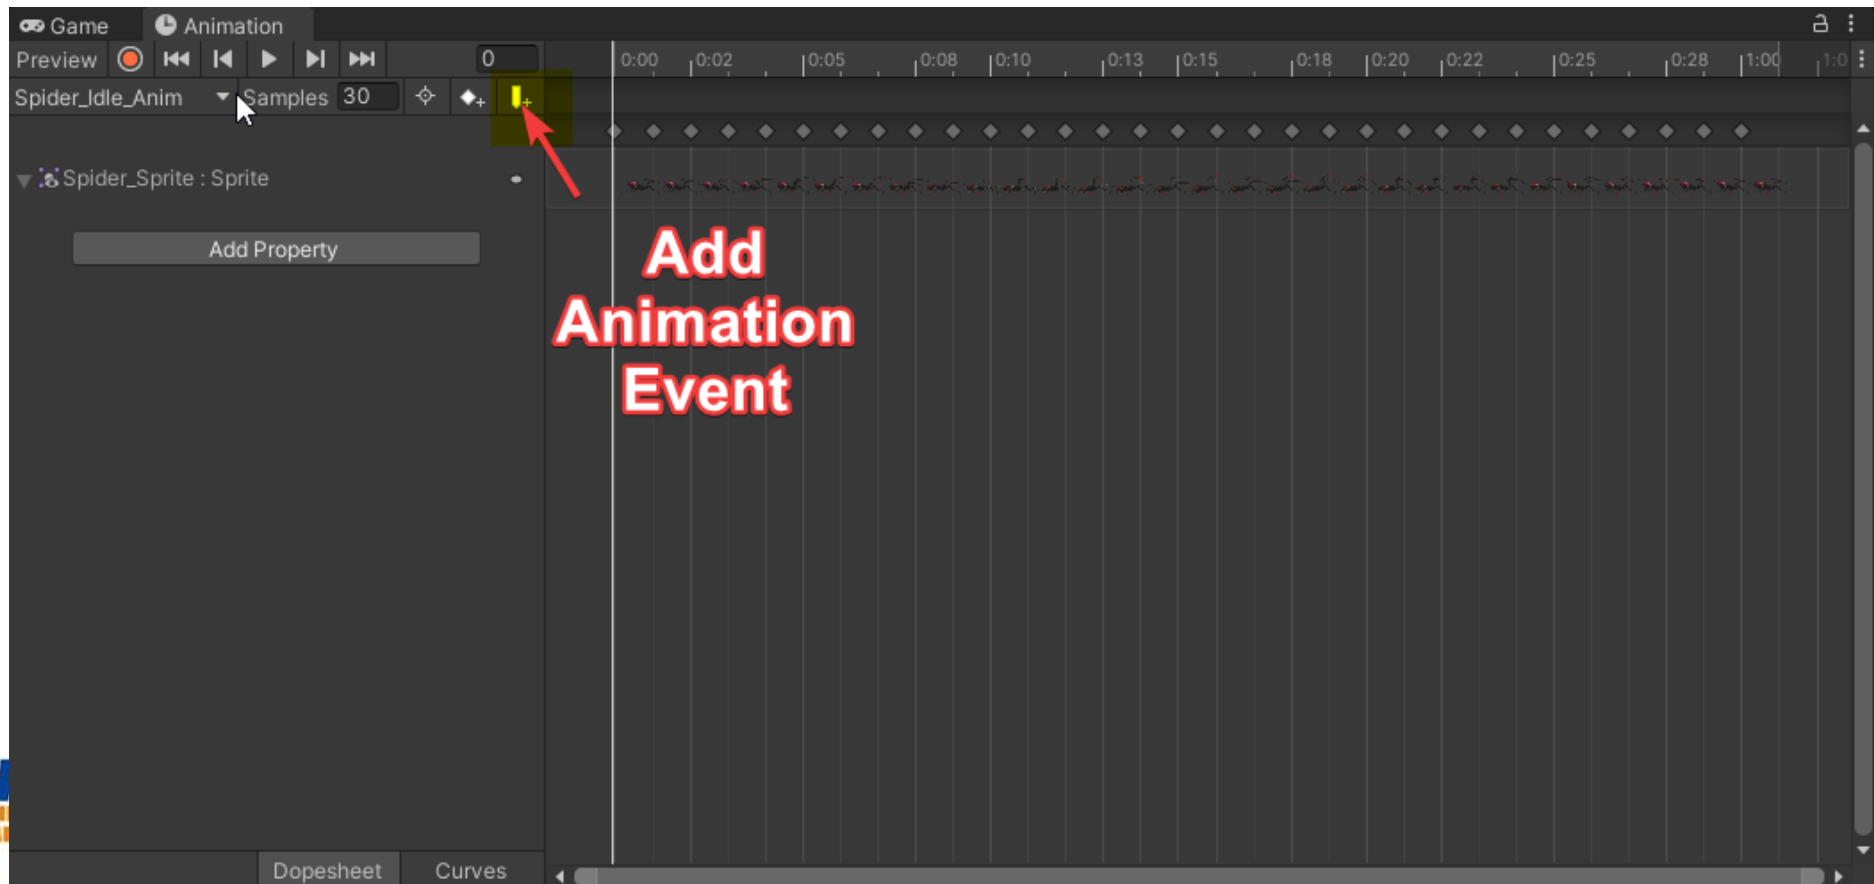 Game Animation
Preview 0 0:00 0:02 0:05 0:08 0:10 0:13 0:15 0:18 0:20 0:22 0:25 0:28 1:00 1:0
Spider_Idle_Anim Samples 30
Spider_Sprite : Sprite
Add Property
Add
Animation
Event
Dopesheet Curves